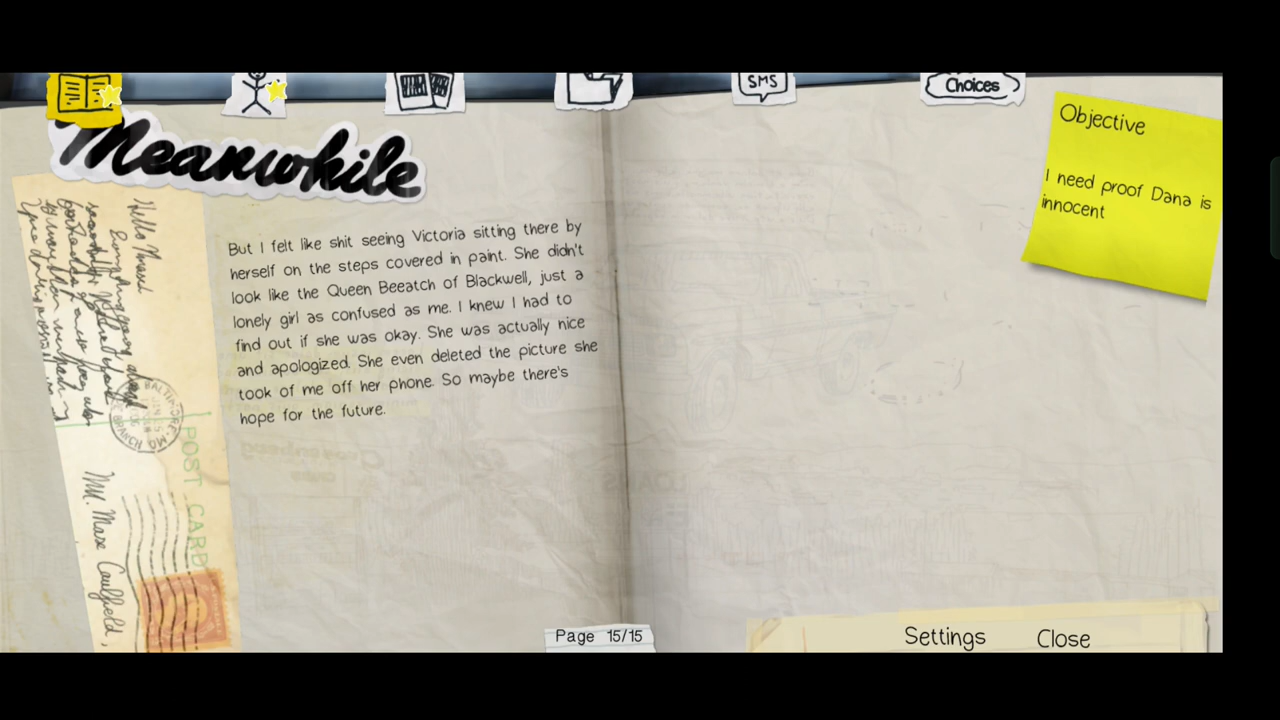 SMS
Choices
Meanwhile
Objective
I need proof Dana is
innocent
But I felt like shit seeing Victoria sitting there by
herself on the steps covered in paint. She didn't
look like the Queen Beeatch of Blackwell, just a
lonely girl as confused as me. I knew I had to
find out if she was okay. She was actually nice
and apologized. She even deleted the picture she
took of me off her phone. So maybe there's
hope for the future.
POST CARD
Page 15/15
Settings
Close